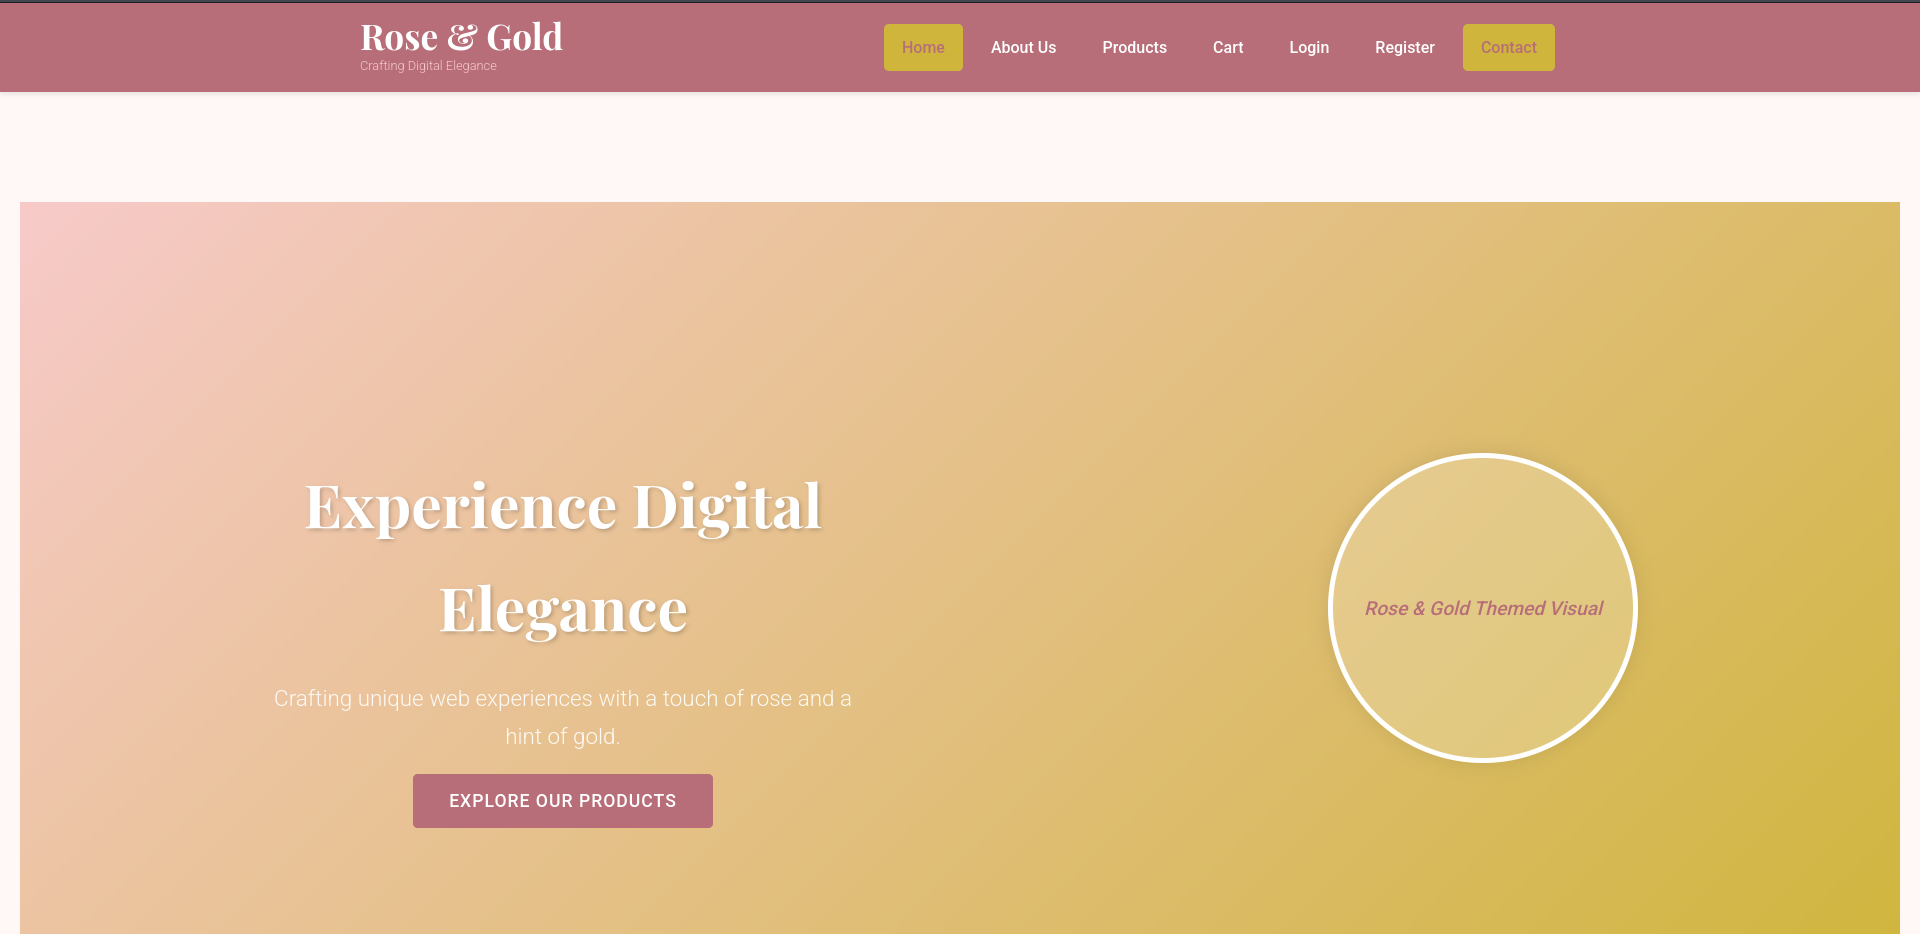 Rose & Gold
Crafting Digital Elegance
Home
About Us
Products
Cart
Login
Register
Contact
Experience Digital
Elegance
Crafting unique web experiences with a touch of rose and a
hint of gold.
EXPLORE OUR PRODUCTS
Rose & Gold Themed Visual